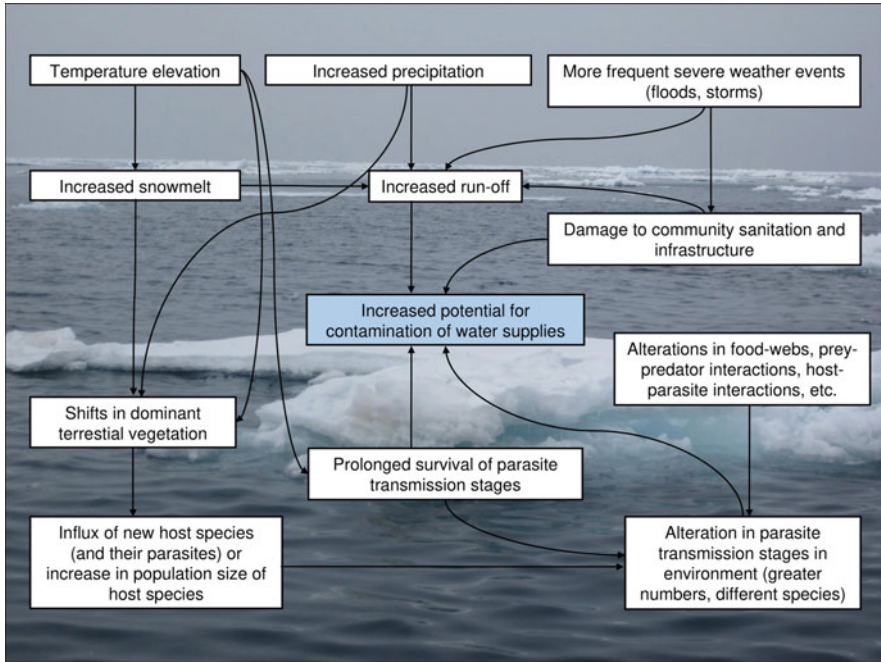 Temperature elevation
Increased precipitation
More frequent severe weather events
(floods, storms)
Increased snowmelt
Increased run-off
Damage to community sanitation and
infrastructure
Increased potential for
contamination of water supplies
Alterations in food-webs, prey-
predator interactions, host-
parasite interactions, etc.
Shifts in dominant
terrestial vegetation
Prolonged survival of parasite
transmission stages
Influx of new host species
(and their parasites) or
increase in population size of
host species
Alteration in parasite
transmission stages in
environment (greater
numbers, different species)